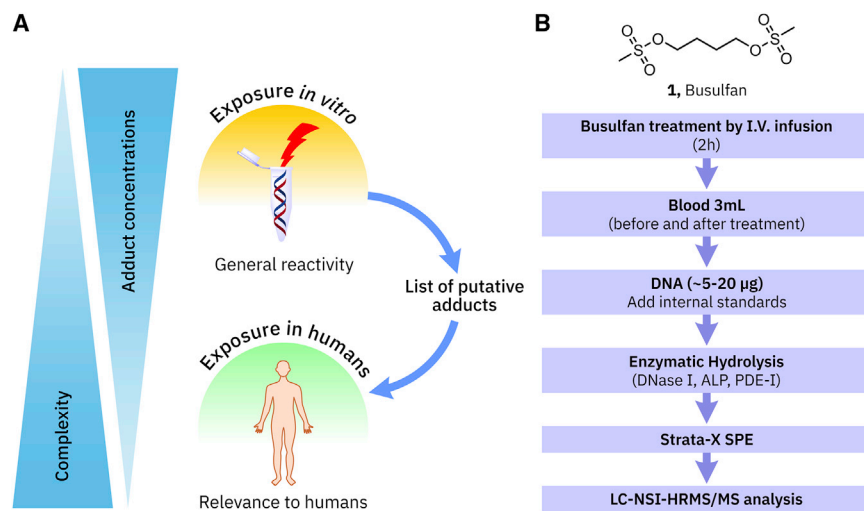 A
Complexity
Adduct concentrations
Exposure in vitro
General reactivity
List of putative
adducts
Exposure in humans
Relevance to humans
B
O
S
O
O
O
S
O
O
1, Busulfan
Busulfan treatment by I.V. infusion
(2h)
Blood 3mL
(before and after treatment)
DNA (~5-20 µg)
Add internal standards
Enzymatic Hydrolysis
(DNase I, ALP, PDE-I)
Strata-X SPE
LC-NSI-HRMS/MS analysis